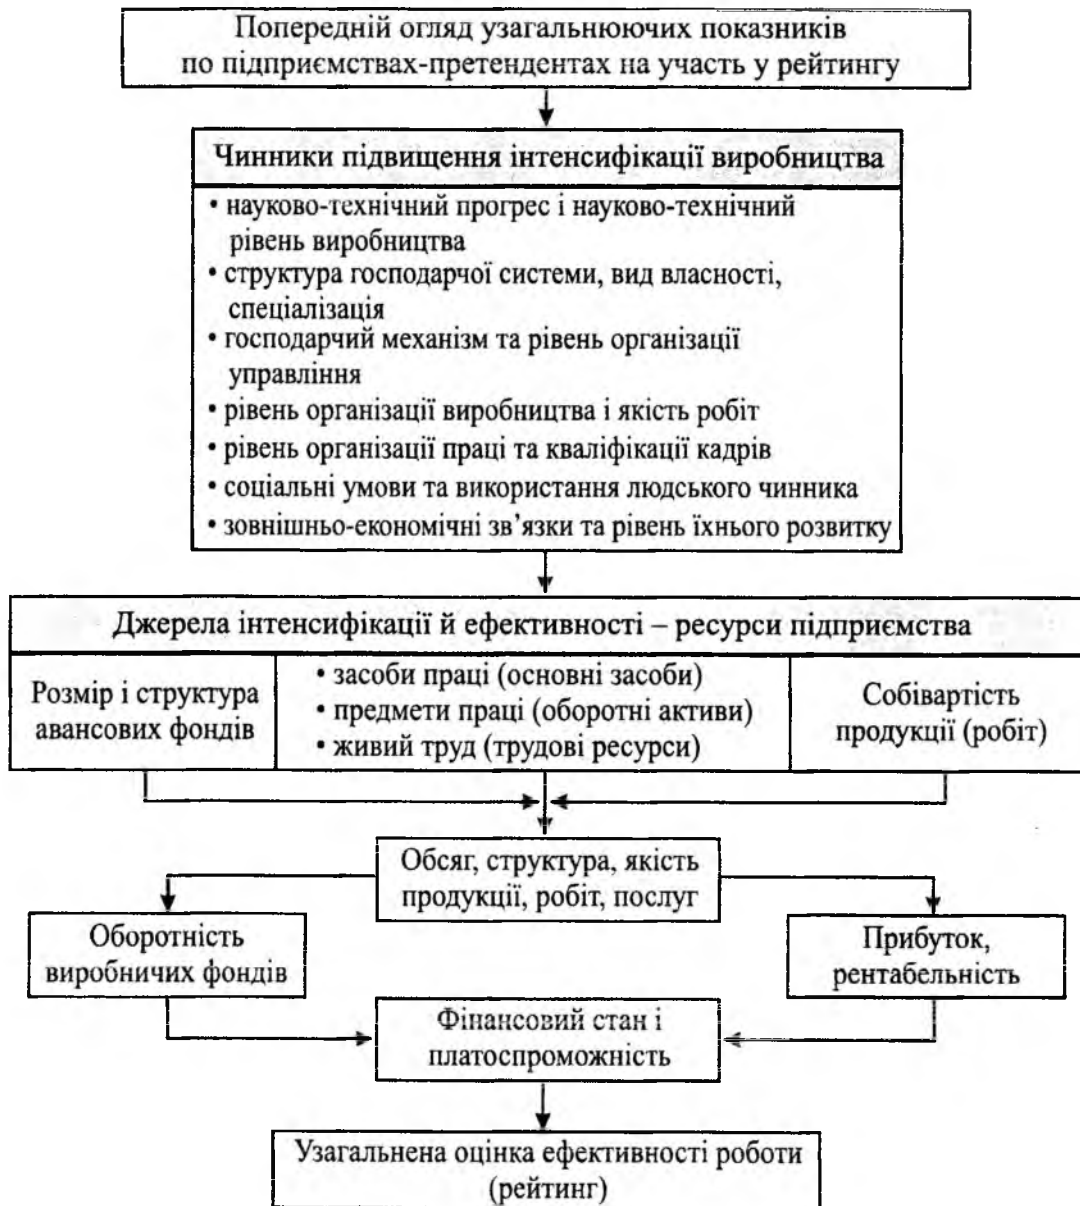 Попередній огляд узагальнюючих показників
по підприємствах-претендентах на участь у рейтингу
Чинники підвищення інтенсифікації виробництва
• науково-технічний прогрес і науково-технічний
рівень виробництва
• структура господарчої системи, вид власності,
спеціалізація
• господарчий механізм та рівень організації
управління
• рівень організації виробництва і якість робіт
• рівень організації праці та кваліфікації кадрів
• соціальні умови та використання людського чинника
• зовнішньо-економічні зв’язки та рівень їхнього розвитку
Джерела інтенсифікації й ефективності – ресурси підприємства
Розмір і структура
авансових фондів
• засоби праці (основні засоби)
• предмети праці (оборотні активи)
• живий труд (трудові ресурси)
Собівартість
продукції (робіт)
Обсяг, структура, якість
продукції, робіт, послуг
Оборотність
виробничих фондів
Прибуток,
рентабельність
Фінансовий стан і
платоспроможність
Узагальнена оцінка ефективності роботи
(рейтинг)